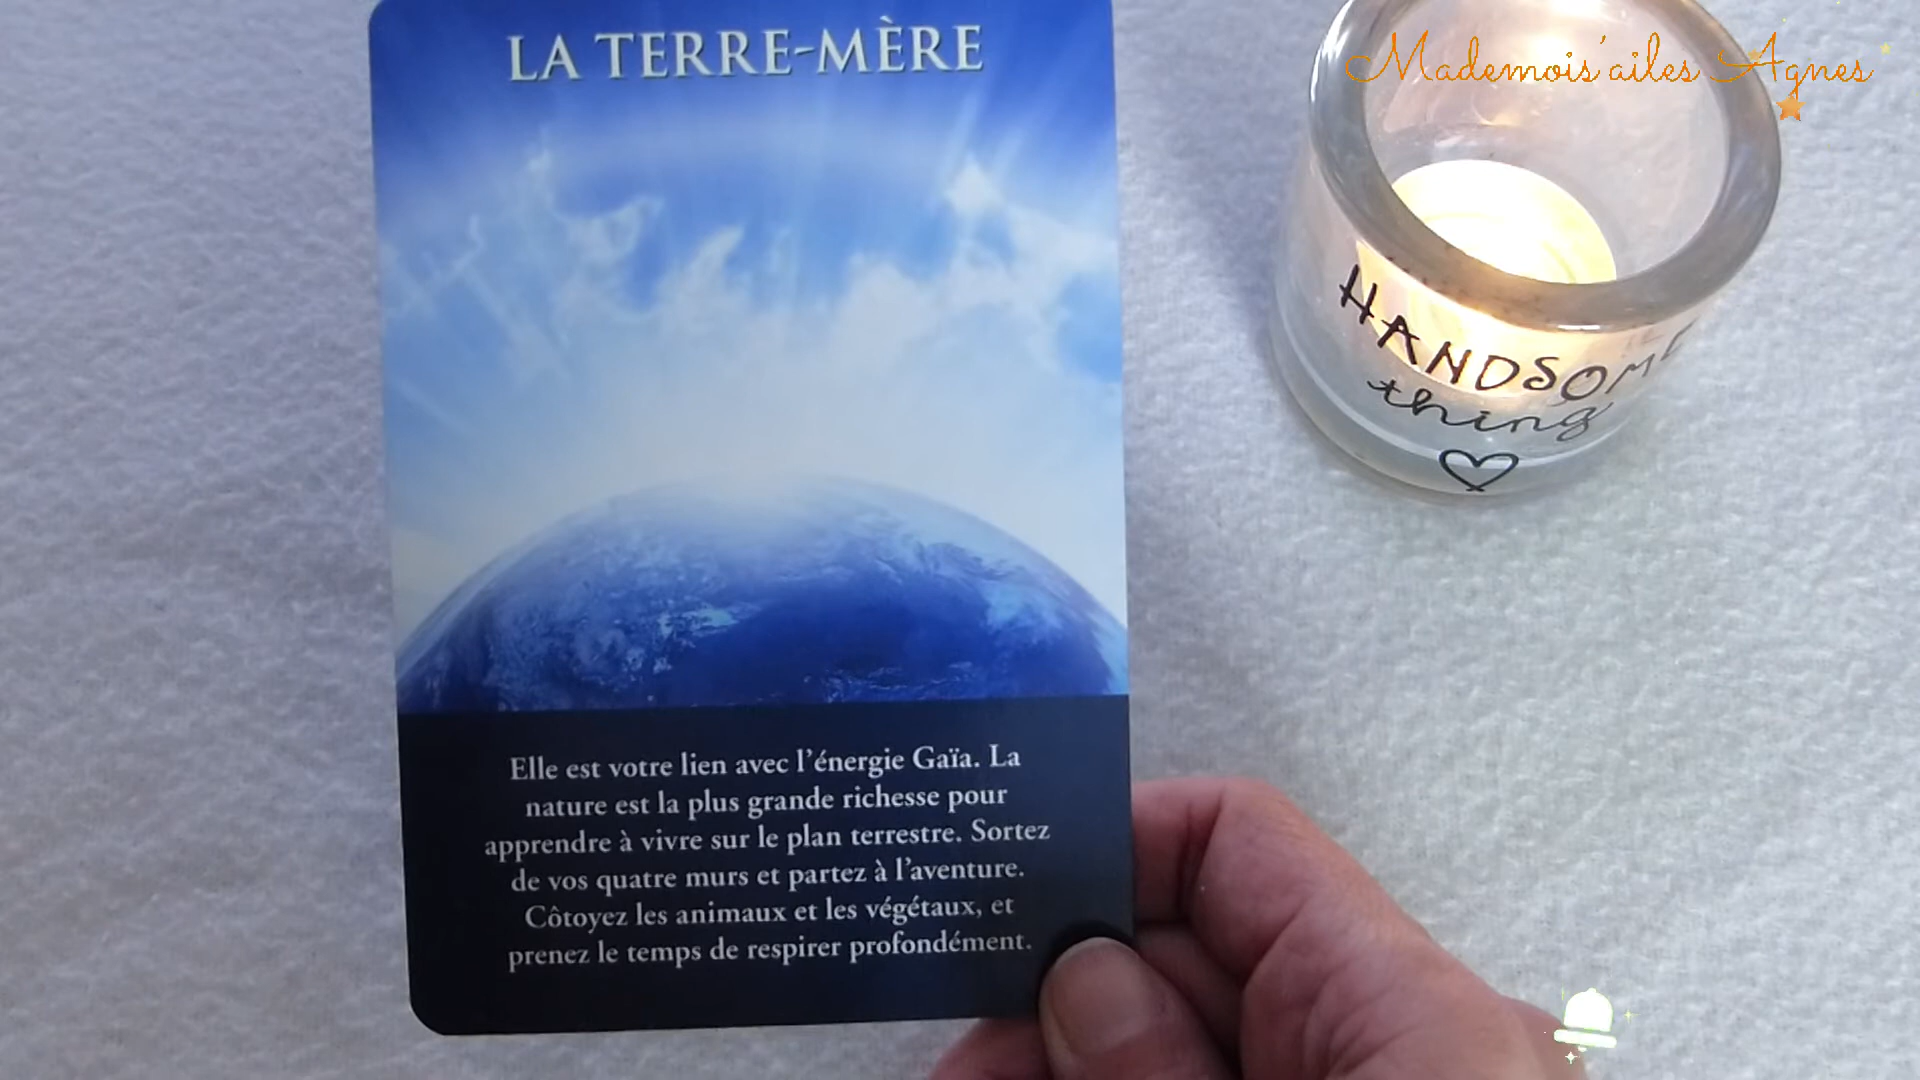 LA TERRE-MÈRE
Elle est votre lien avec l'énergie Gaïa. La
nature est la plus grande richesse pour
apprendre à vivre sur le plan terrestre. Sortez
de vos quatre murs et partez à l'aventure.
Côtoyez les animaux et les végétaux, et
prenez le temps de respirer profondément.
Mademois'ailes Agnes
HANDSOME
thing